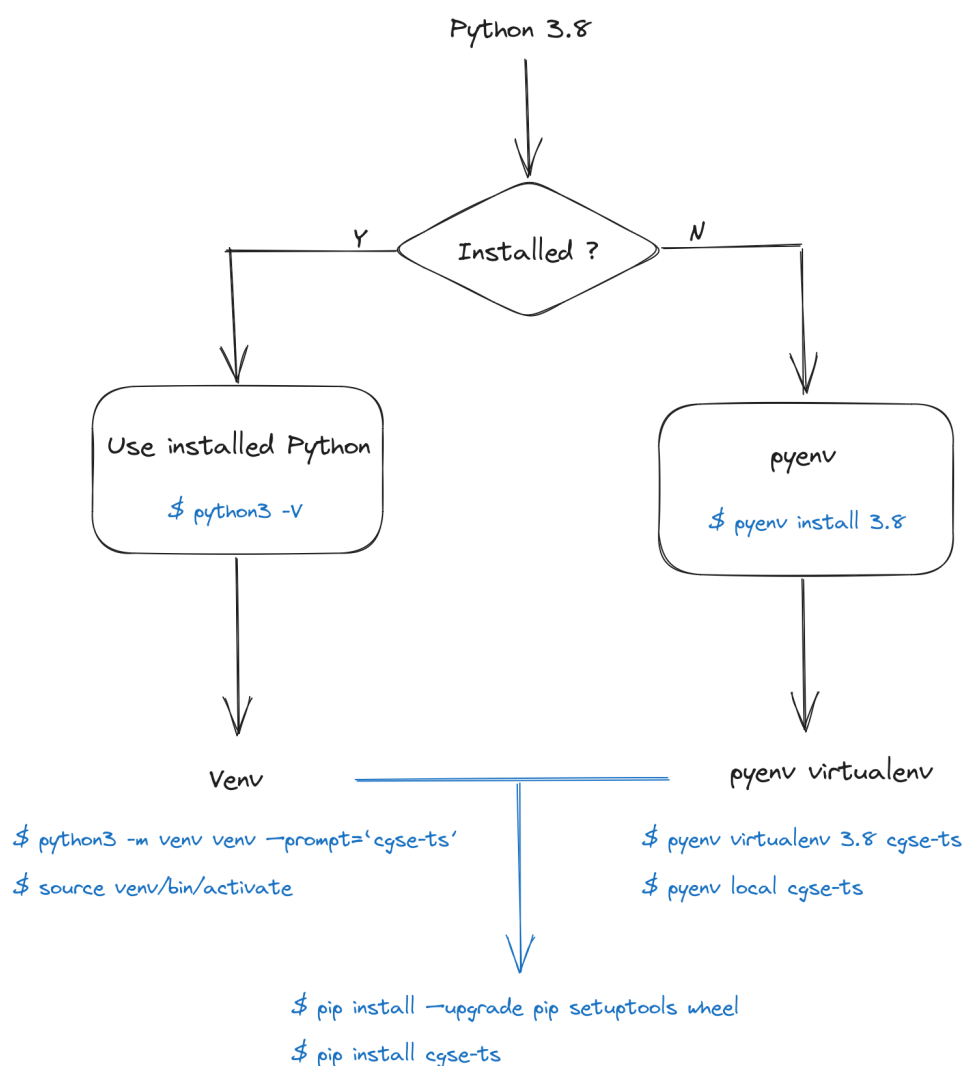 Python 3.8
Installed ?
Y
N
Use installed Python
$ python3 -V
pyenv
$ pyenv install 3.8
Venv
$ python3 -m venv venv —prompt='cgse-ts'
$ source venv/bin/activate
pyenv virtualenv
$ pyenv virtualenv 3.8 cgse-ts
$ pyenv local cgse-ts
$ pip install —upgrade pip setuptools wheel
$ pip install cgse-ts